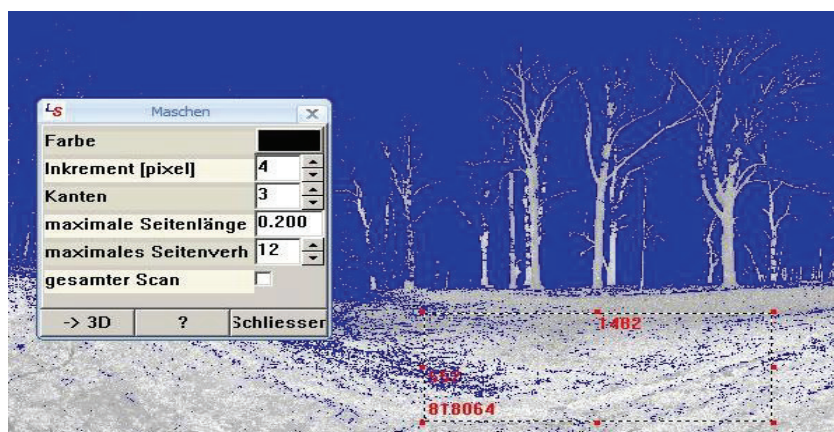 LS Maschen
Farbe
Inkrement [pixel] 4
Kanten 3
maximale Seitenlänge 0.200
maximales Seitenverh 12
gesamter Scan
-> 3D ? Schliesser
1482
552
818064